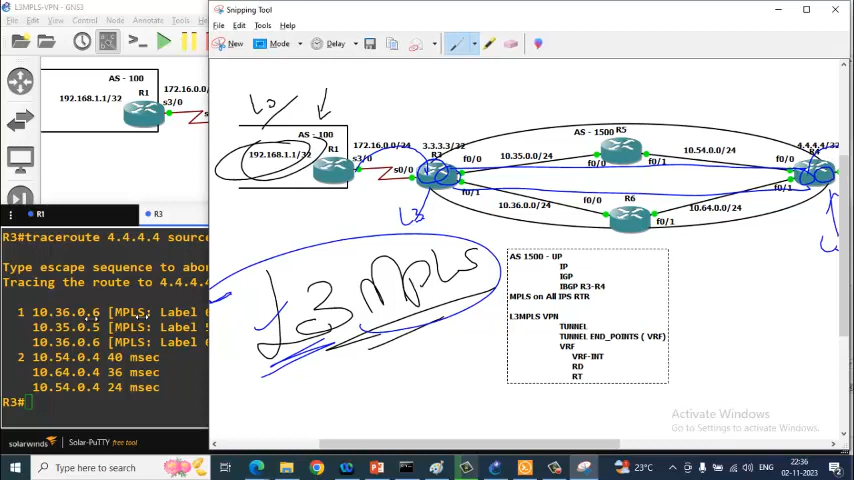 L3MPLS-VPN - GNS3
File Edit View Control Node Annotate Tools
AS - 100
192.168.1.1/32
R1
s3/0
172.16.0.0/
R1
R3
R3#traceroute 4.4.4.4 source
Type escape sequence to abor
Tracing the route to 4.4.4.4
1 10.36.0.6 [MPLS: Label
10.35.0.5 [MPLS: Label
10.36.0.6 [MPLS: Label
2 10.54.0.4 40 msec
10.64.0.4 36 msec
10.54.0.4 24 msec
R3#
solarwinds
Solar-PuTTY free tool
Snipping Tool
File Edit Tools Help
New Mode Delay
AS - 100
192.168.1.1/32
R1
s3/0
172.16.0.0/24
s0/0
3.3.3.3/32
f0/0
f0/1
10.35.0.0/24
10.36.0.0/24
AS - 1500
R5
f0/0
f0/1
10.54.0.0/24
f0/0
R6
f0/1
10.64.0.0/24
f0/0
f0/1
4.4.4.4/32
R4
L3
L3 Mpls
AS 1500 - UP
IP
IGP
IBGP R3-R4
MPLS on All IPS RTR
L3MPLS VPN
TUNNEL
TUNNEL END_POINTS ( VRF)
VRF
VRF-INT
RD
RT
Activate Windows
Go to Settings to activate Windows.
Type here to search
23°C
ENG
22:36
02-11-2023